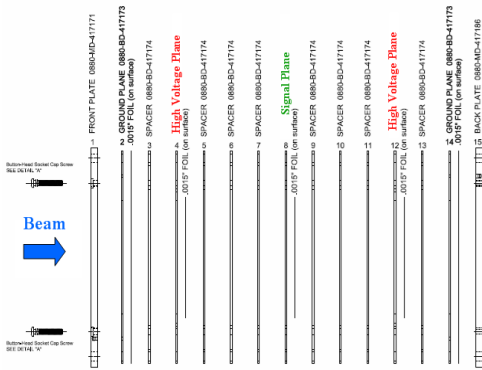 FRONT PLATE 0880-MD-417171
1
GROUND PLANE 0880-BD-417173
2
.0015" FOIL (on surface)
SPACER 0880-BD-417174
3
High Voltage Plane
4
.0015" FOIL (on surface)
SPACER 0880-BD-417174
5
SPACER 0880-BD-417174
6
SPACER 0880-BD-417174
7
Signal Plane
8
.0015" FOIL (on surface)
SPACER 0880-BD-417174
9
SPACER 0880-BD-417174
10
SPACER 0880-BD-417174
11
High Voltage Plane
12
.0015" FOIL (on surface)
SPACER 0880-BD-417174
13
GROUND PLANE 0880-BD-417173
14
.0015" FOIL (on surface)
BACK PLATE 0880-MD-417186
15
Button-Head Socket Cap Screw
SEE DETAIL "A"
Beam
Button-Head Socket Cap Screw
SEE DETAIL "A"